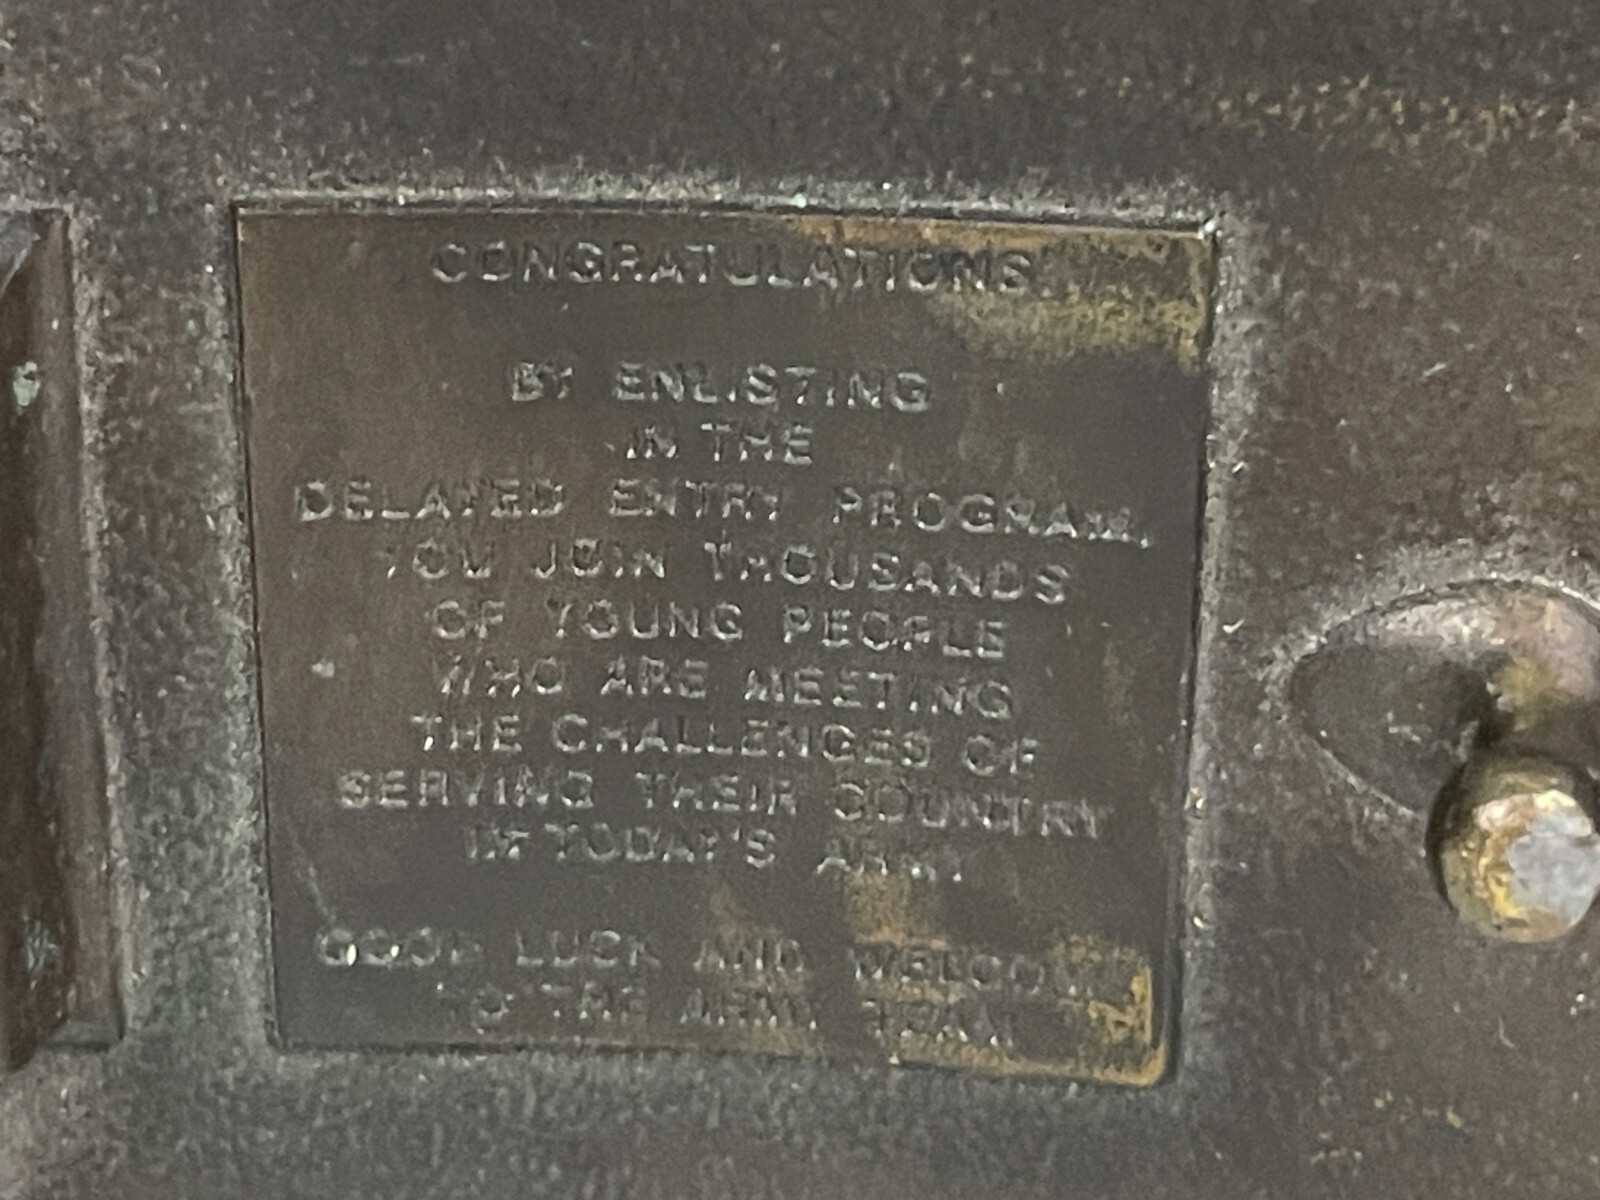 CONGRATULATIONS.
BY ENLISTING
IN THE
DELAYED ENTRY PROGRAM,
YOU JOIN THOUSANDS
OF YOUNG PEOPLE
WHO ARE MEETING
THE CHALLENGES OF
SERVING THEIR COUNTRY
IN TODAY'S ARMY
GOOD LUCK AND WELCOME
TO THE ARMY TEAM